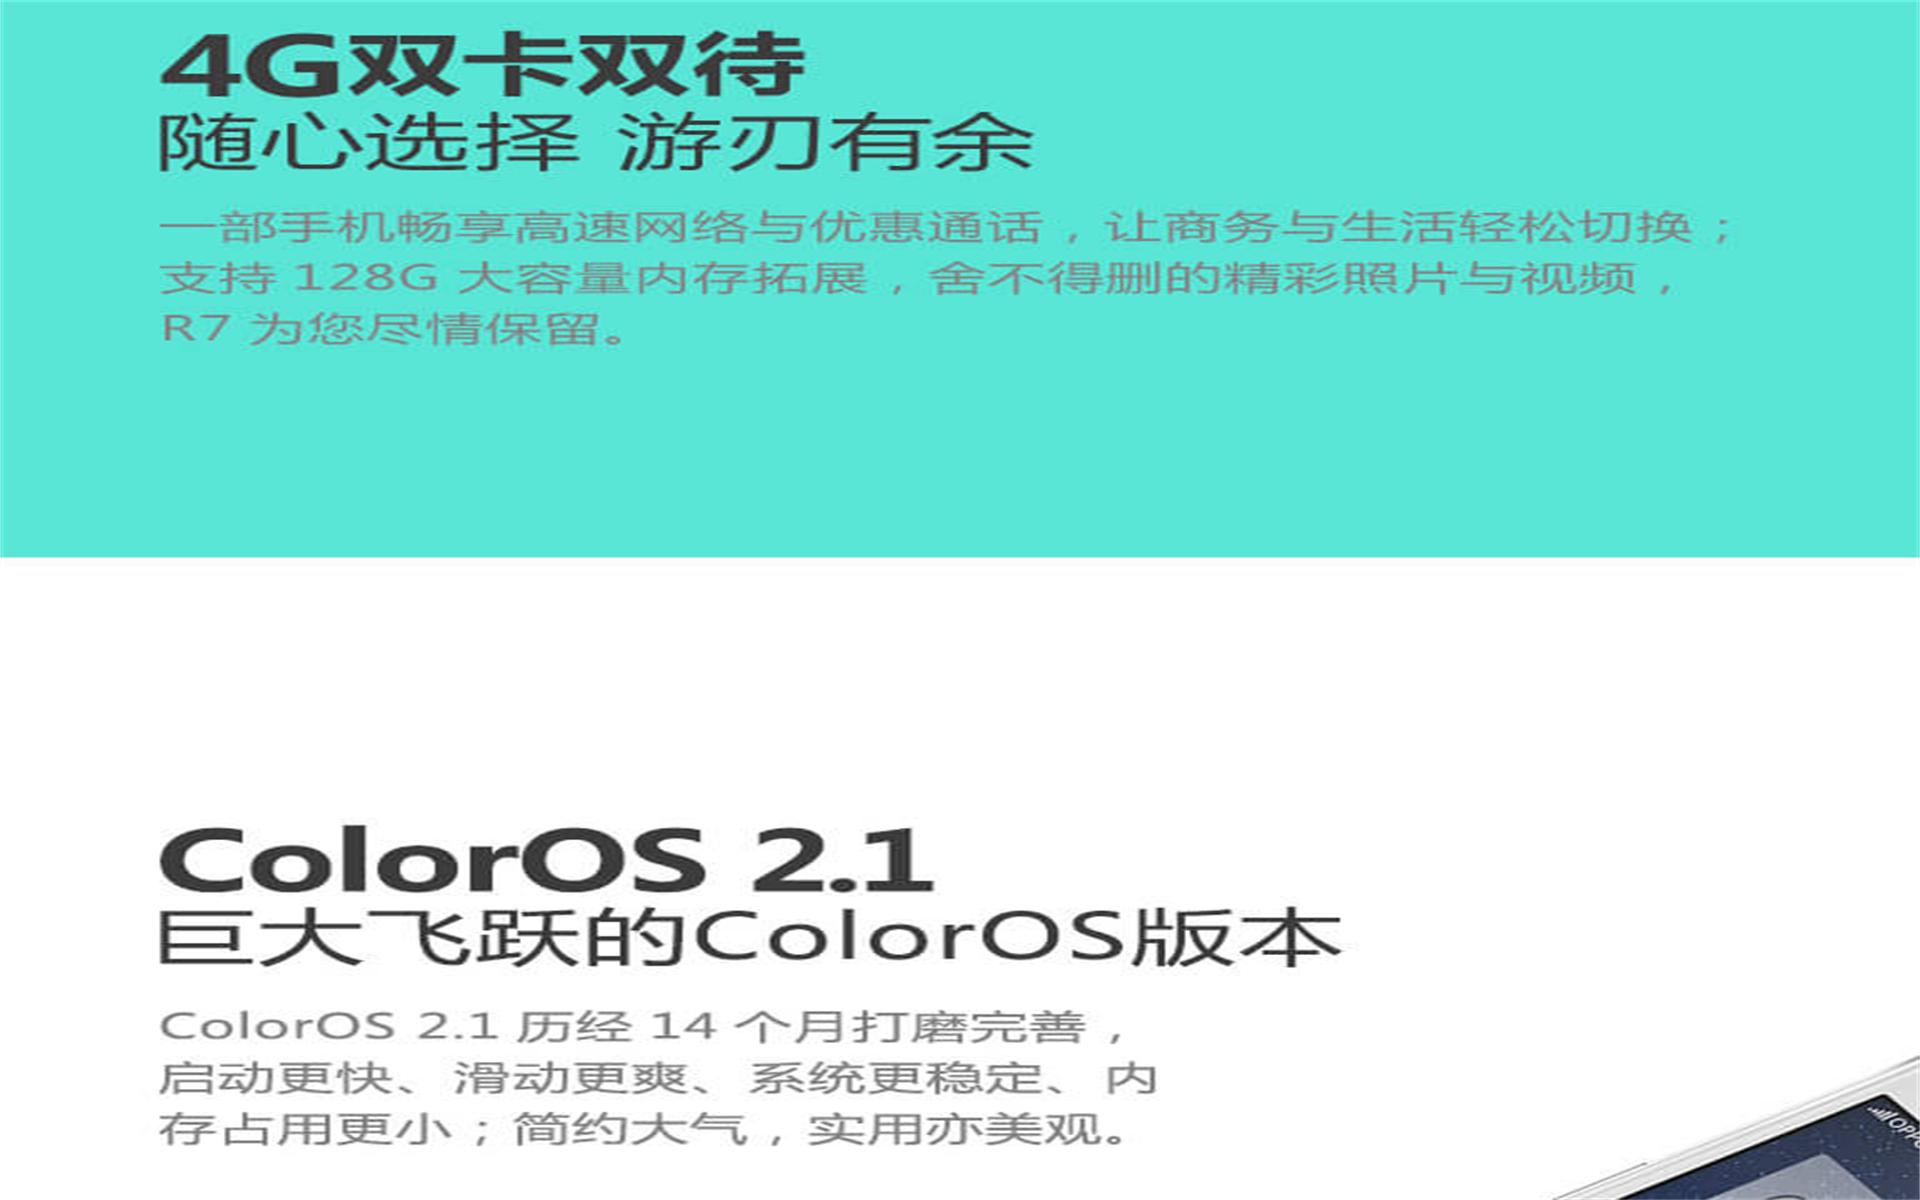 4G双卡双待
随心选择 游刃有余
一部手机畅享高速网络与优惠通话，让商务与生活轻松切换；
支持 128G 大容量内存拓展，舍不得删的精彩照片与视频，
R7 为您尽情保留。
ColorOS 2.1
巨大飞跃的ColorOS版本
ColorOS 2.1 历经 14 个月打磨完善，
启动更快、滑动更爽、系统更稳定、内
存占用更小；简约大气，实用亦美观。